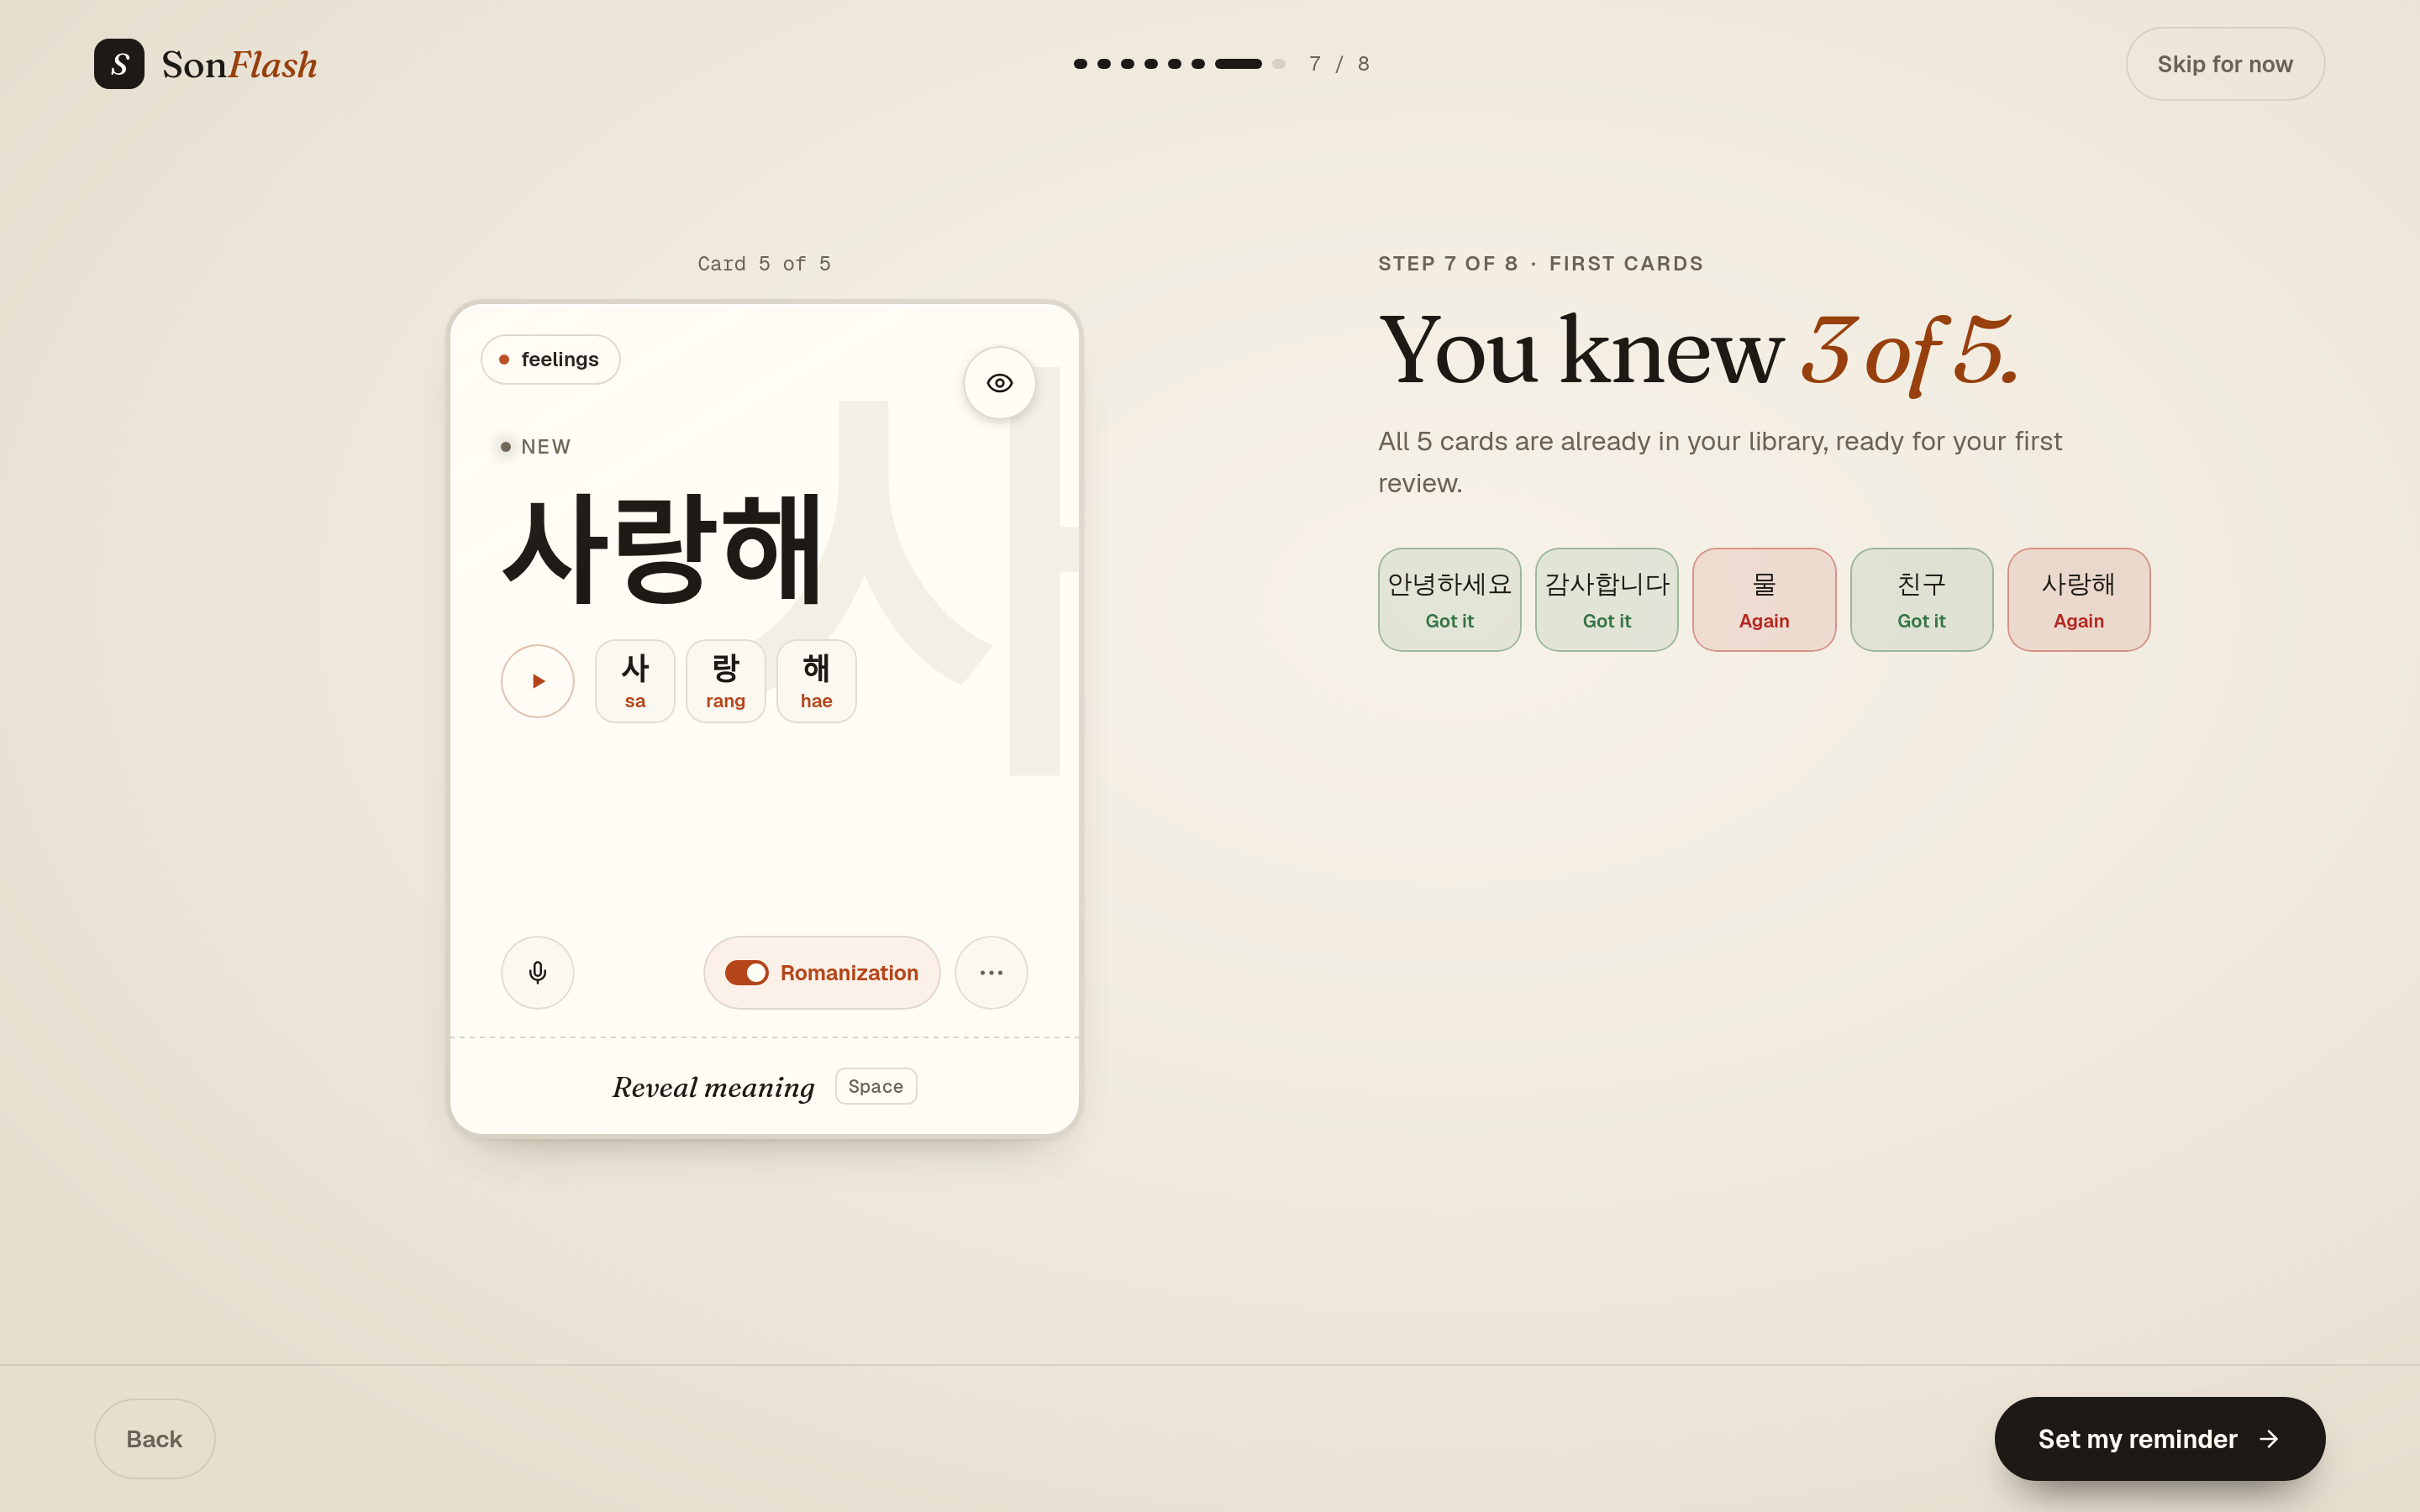 S SonFlash
7 / 8
Skip for now
Card 5 of 5
feelings
NEW
사
사랑해
사 랑 해
sa rang hae
Romanization
Reveal meaning Space
STEP 7 OF 8 · FIRST CARDS
You knew 3 of 5.
All 5 cards are already in your library, ready for your first
review.
안녕하세요 감사합니다 물 친구 사랑해
Got it Got it Again Got it Again
Back
Set my reminder →